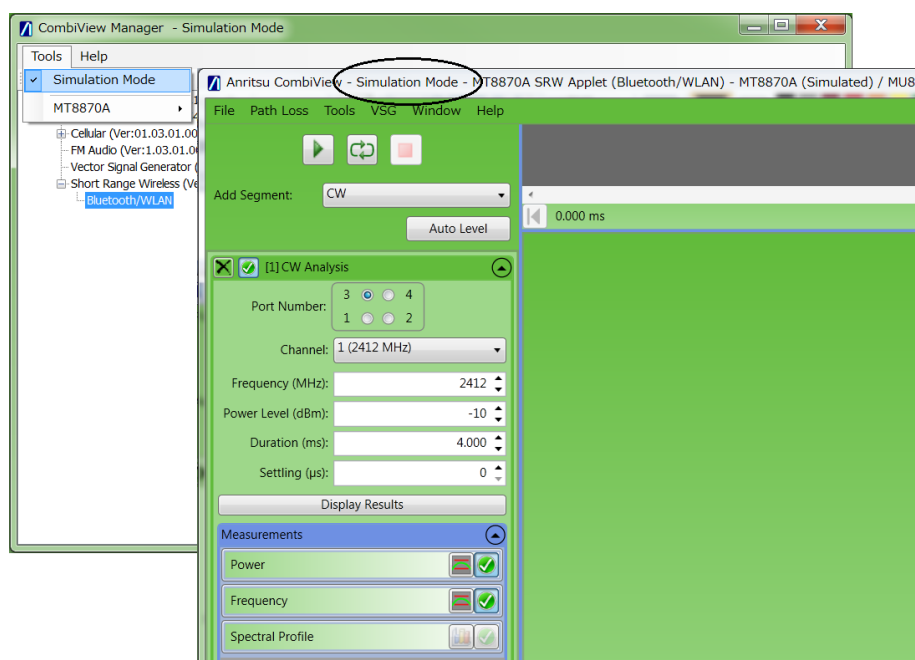 CombiView Manager - Simulation Mode
Tools Help
Simulation Mode
MT8870A
Cellular (Ver:01.03.01.00
FM Audio (Ver:1.03.01.0
Vector Signal Generator (
Short Range Wireless (Ve
Bluetooth/WLAN
Anritsu CombiView - Simulation Mode - MT8870A SRW Applet (Bluetooth/WLAN) - MT8870A (Simulated) / MU8
File Path Loss Tools VSG Window Help
Add Segment: CW
Auto Level
0.000 ms
[1] CW Analysis
Port Number: 3 4
1 2
Channel: 1 (2412 MHz)
Frequency (MHz): 2412
Power Level (dBm): -10
Duration (ms): 4.000
Settling (µs): 0
Display Results
Measurements
Power
Frequency
Spectral Profile